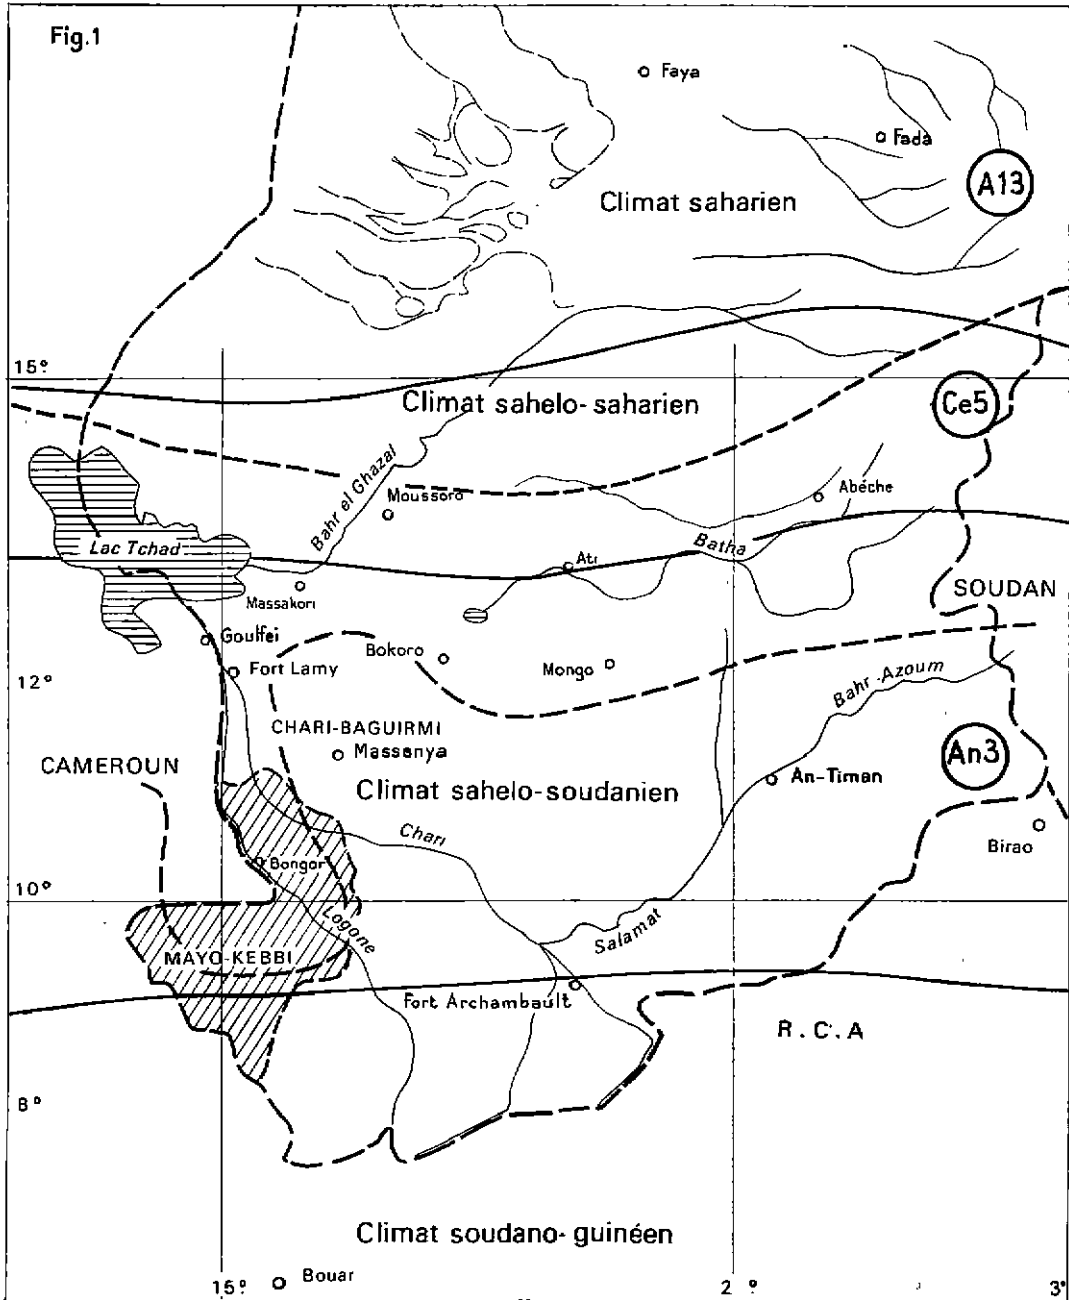 Fig.1
Faya
Fada
A13
Climat saharien
15°
Climat sahelo-saharien
Ce5
Bahr el Ghazal
Moussoro
Abéche
Lac Tchad
Batha
Ati
Massakori
SOUDAN
Goulfei
Bokoro
Mongo
Fort Lamy
12°
Bahr-Azoum
CHARI-BAGUIRMI
Massenya
CAMEROUN
An3
An-Timan
Climat sahelo-soudanien
Chari
Birao
Bongor
10°
Logone
Salamat
MAYO-KEBBI
Fort Archambault
R.C.A
8°
Climat soudano-guinéen
Bouar
15°
2°
3°